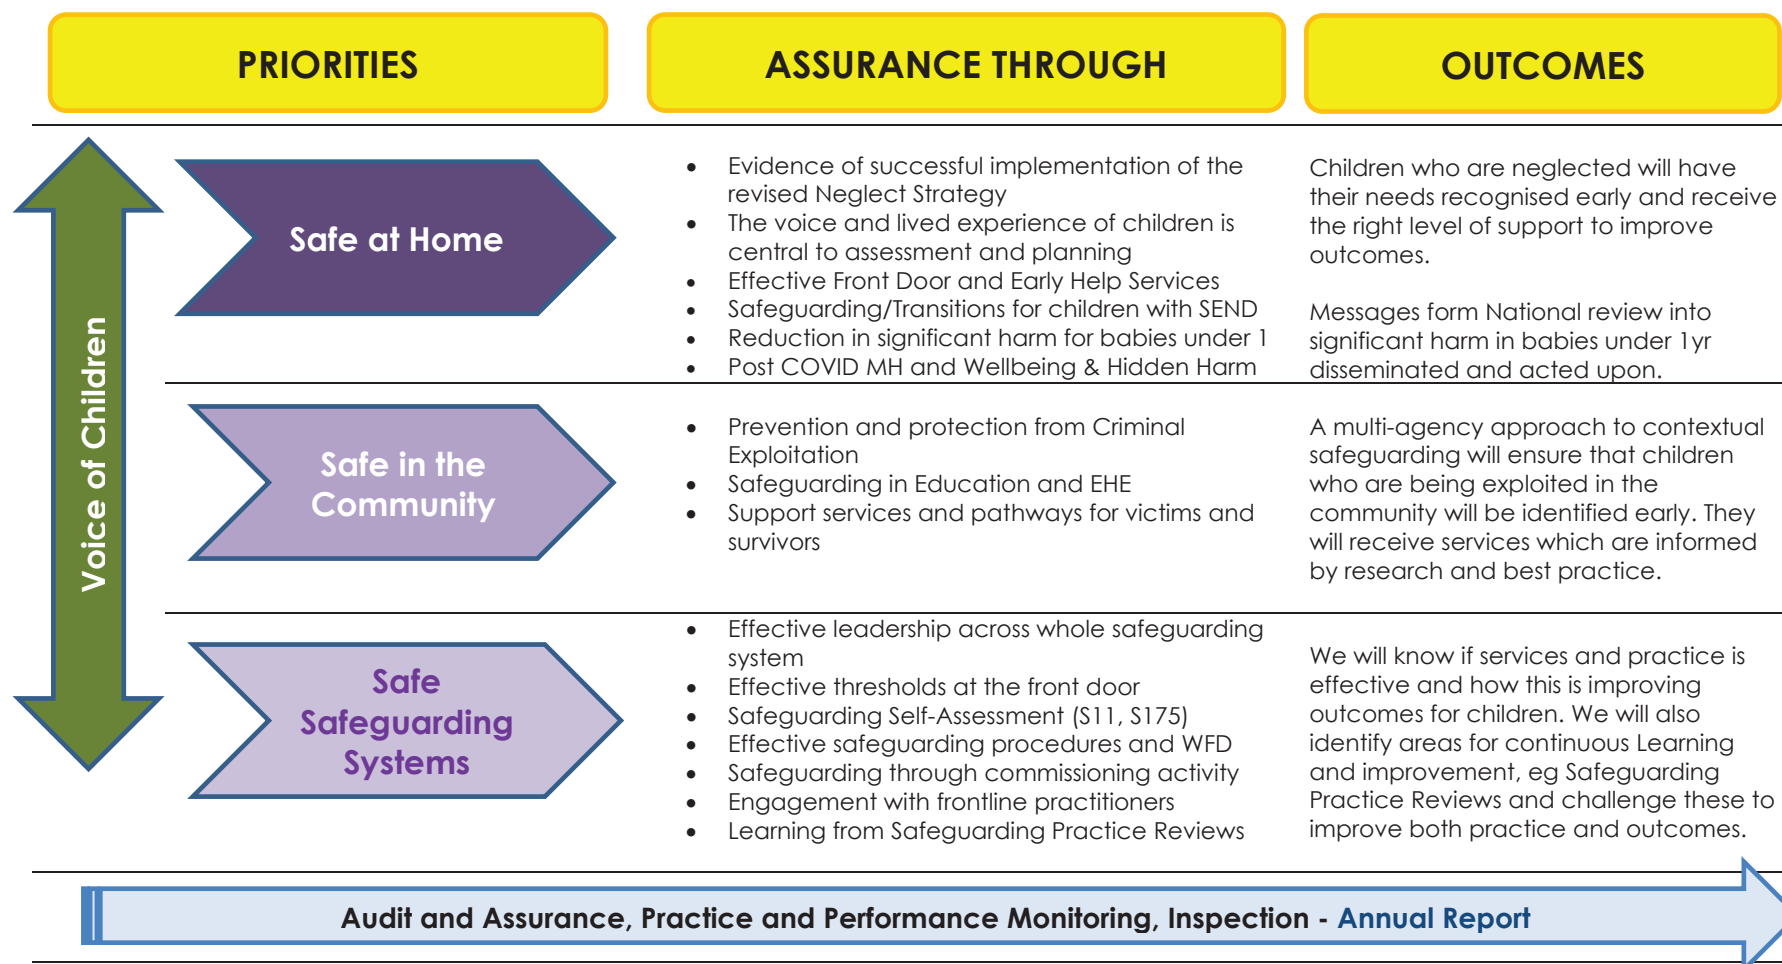 PRIORITIES
ASSURANCE THROUGH
OUTCOMES
Voice of Children
Safe at Home
• Evidence of successful implementation of the
revised Neglect Strategy
• The voice and lived experience of children is
central to assessment and planning
• Effective Front Door and Early Help Services
• Safeguarding/Transitions for children with SEND
• Reduction in significant harm for babies under 1
• Post COVID MH and Wellbeing & Hidden Harm
Children who are neglected will have
their needs recognised early and receive
the right level of support to improve
outcomes.
Messages form National review into
significant harm in babies under 1yr
disseminated and acted upon.
Safe in the
Community
• Prevention and protection from Criminal
Exploitation
• Safeguarding in Education and EHE
• Support services and pathways for victims and
survivors
A multi-agency approach to contextual
safeguarding will ensure that children
who are being exploited in the
community will be identified early. They
will receive services which are informed
by research and best practice.
Safe
Safeguarding
Systems
• Effective leadership across whole safeguarding
system
• Effective thresholds at the front door
• Safeguarding Self-Assessment (S11, S175)
• Effective safeguarding procedures and WFD
• Safeguarding through commissioning activity
• Engagement with frontline practitioners
• Learning from Safeguarding Practice Reviews
We will know if services and practice is
effective and how this is improving
outcomes for children. We will also
identify areas for continuous Learning
and improvement, eg Safeguarding
Practice Reviews and challenge these to
improve both practice and outcomes.
Audit and Assurance, Practice and Performance Monitoring, Inspection - Annual Report